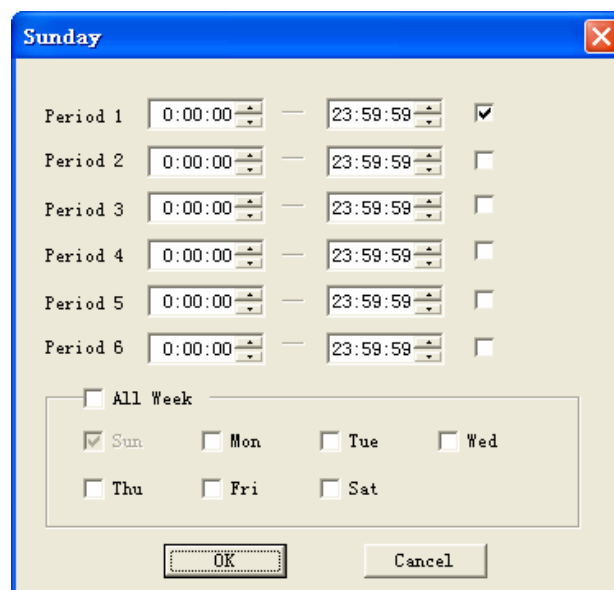 Sunday
Period 1 0:00:00 — 23:59:59
Period 2 0:00:00 — 23:59:59
Period 3 0:00:00 — 23:59:59
Period 4 0:00:00 — 23:59:59
Period 5 0:00:00 — 23:59:59
Period 6 0:00:00 — 23:59:59
All Week
Sun Mon Tue Wed
Thu Fri Sat
OK Cancel